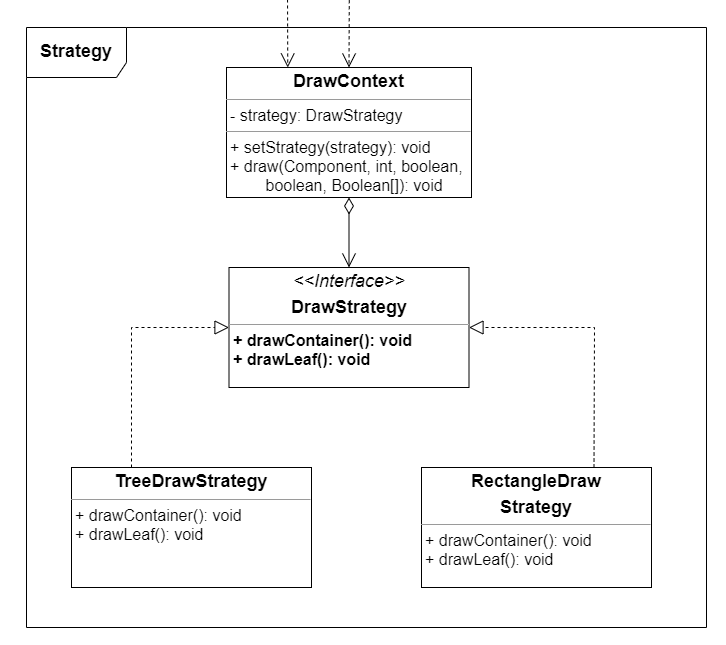 Strategy
DrawContext
- strategy: DrawStrategy
+ setStrategy(strategy): void
+ draw(Component, int, boolean,
boolean, Boolean[]): void
<<Interface>>
DrawStrategy
+ drawContainer(): void
+ drawLeaf(): void
TreeDrawStrategy
+ drawContainer(): void
+ drawLeaf(): void
RectangleDraw
Strategy
+ drawContainer(): void
+ drawLeaf(): void